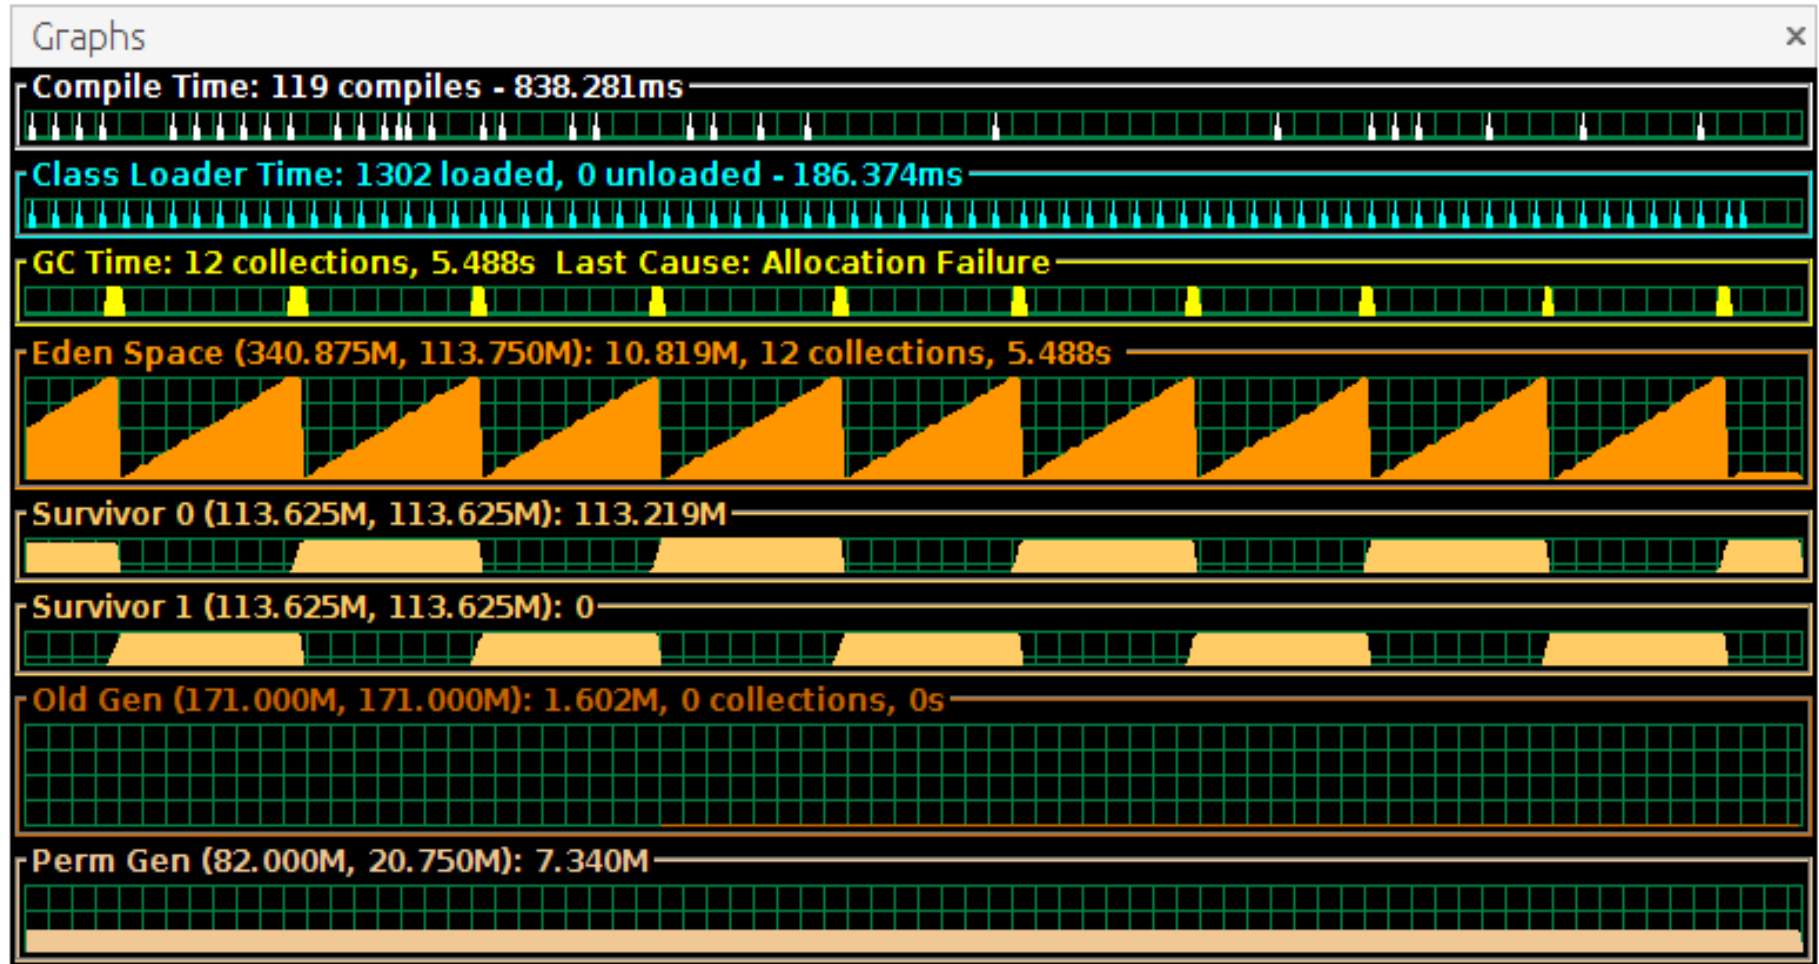 Graphs ×
Compile Time: 119 compiles - 838.281ms
Class Loader Time: 1302 loaded, 0 unloaded - 186.374ms
GC Time: 12 collections, 5.488s Last Cause: Allocation Failure
Eden Space (340.875M, 113.750M): 10.819M, 12 collections, 5.488s
Survivor 0 (113.625M, 113.625M): 113.219M
Survivor 1 (113.625M, 113.625M): 0
Old Gen (171.000M, 171.000M): 1.602M, 0 collections, 0s
Perm Gen (82.000M, 20.750M): 7.340M